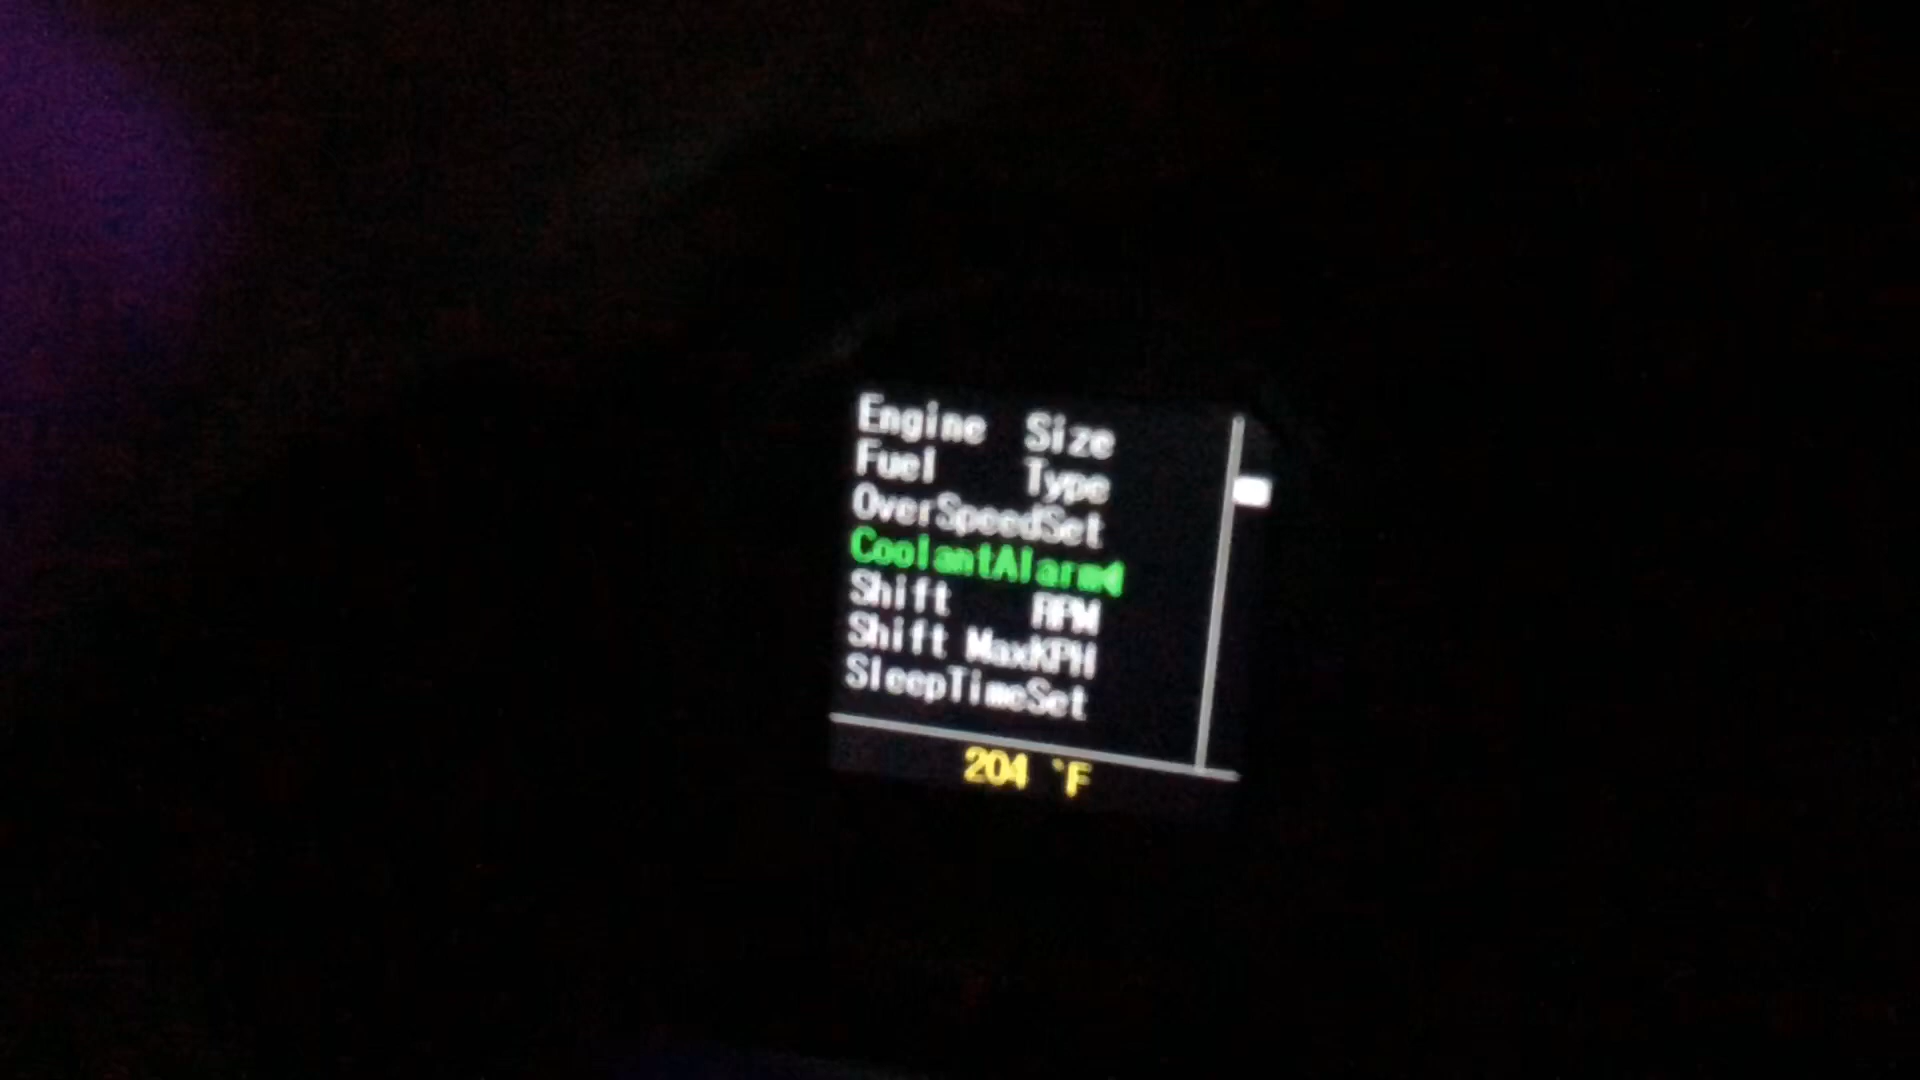 Engine Size
Fuel Type
OverSpeedSet
CoolantAlarm
Shift RPM
Shift MaxKPH
SleepTimeSet
204 °F